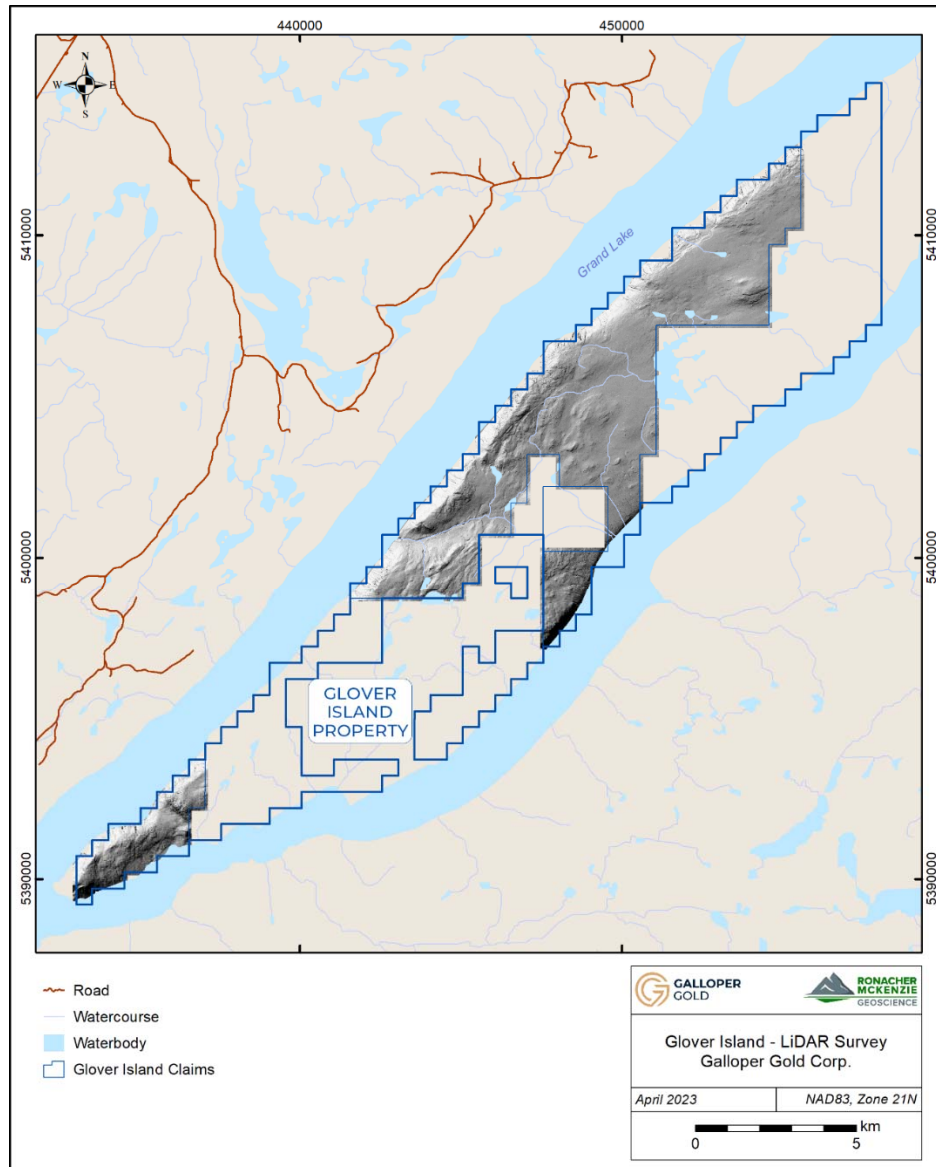 440000
450000
N
W
E
S
5410000
5410000
Grand Lake
5400000
5400000
GLOVER
ISLAND
PROPERTY
5390000
5390000
440000
450000
Road
Watercourse
Waterbody
Glover Island Claims
GALLOPER
GOLD
RONACHER
MCKENZIE
GEOSCIENCE
Glover Island - LiDAR Survey
Galloper Gold Corp.
April 2023
NAD83, Zone 21N
km
0
5